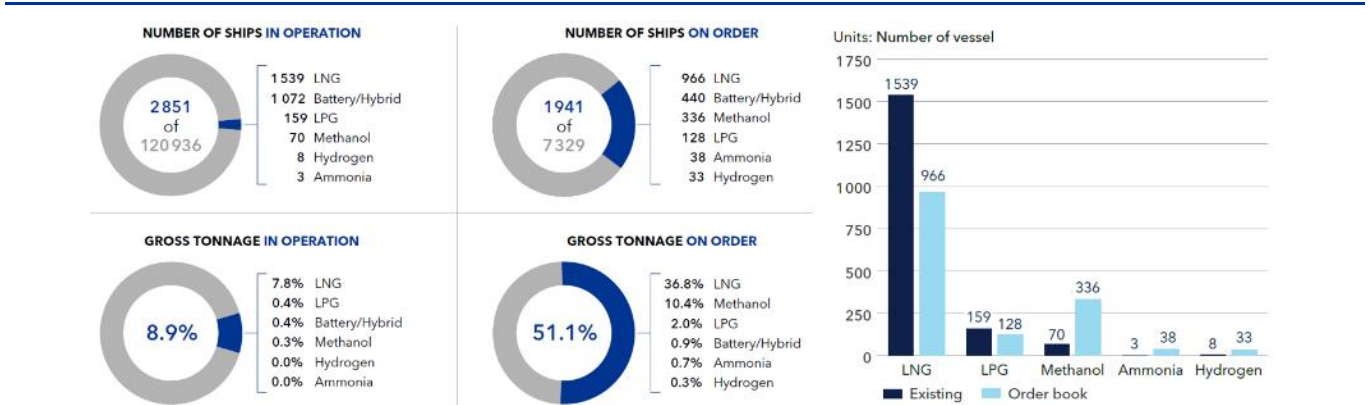 NUMBER OF SHIPS IN OPERATION
2851
of
120 936
1 539 LNG
1 072 Battery/Hybrid
159 LPG
70 Methanol
8 Hydrogen
3 Ammonia
NUMBER OF SHIPS ON ORDER
1941
of
7329
966 LNG
440 Battery/Hybrid
336 Methanol
128 LPG
38 Ammonia
33 Hydrogen
GROSS TONNAGE IN OPERATION
8.9%
7.8% LNG
0.4% LPG
0.4% Battery/Hybrid
0.3% Methanol
0.0% Hydrogen
0.0% Ammonia
GROSS TONNAGE ON ORDER
51.1%
36.8% LNG
10.4% Methanol
2.0% LPG
0.9% Battery/Hybrid
0.7% Ammonia
0.3% Hydrogen
Units: Number of vessel
1750
1500
1250
1000
750
500
250
0
1 539
966
159
128
70
336
3
38
8
33
LNG LPG Methanol Ammonia Hydrogen
Existing Order book